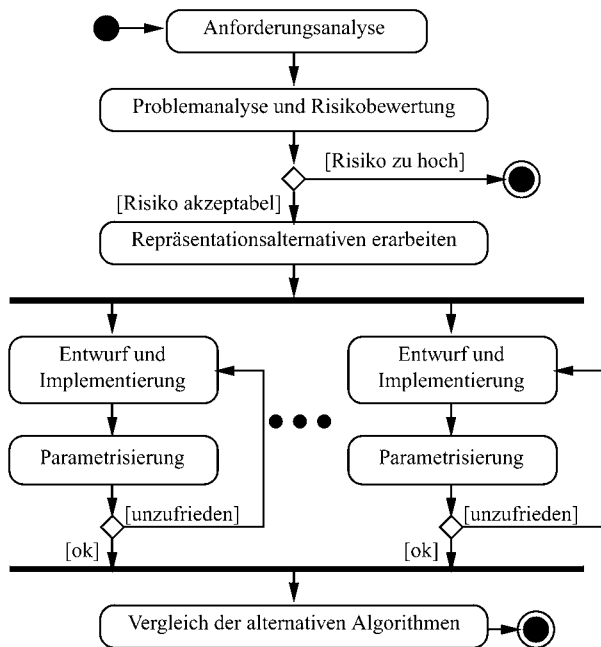 Anforderungsanalyse
Problemanalyse und Risikobewertung
[Risiko zu hoch]
[Risiko akzeptabel]
Repräsentationsalternativen erarbeiten
Entwurf und
Implementierung
Parametrisierung
[unzufrieden]
[ok]
Entwurf und
Implementierung
Parametrisierung
[unzufrieden]
[ok]
Vergleich der alternativen Algorithmen